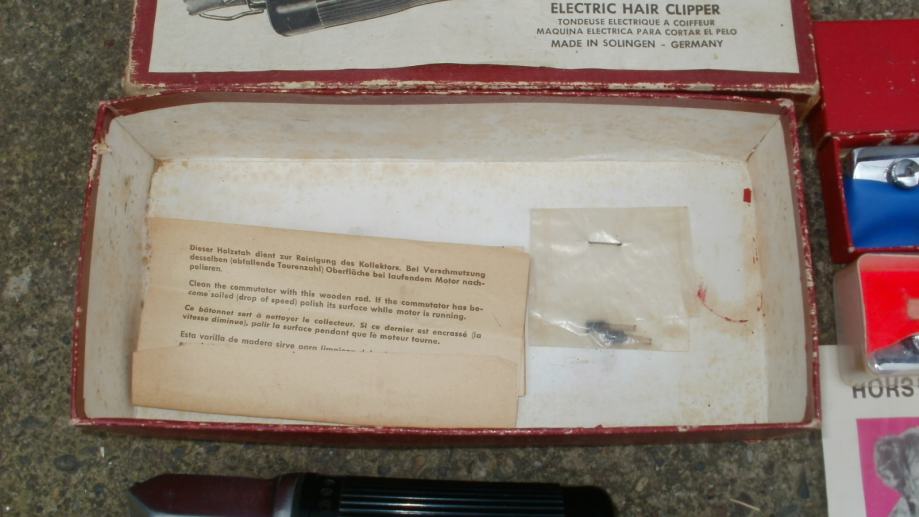 ELECTRIC HAIR CLIPPER
TONDEUSE ELECTRIQUE A COIFFEUR
MAQUINA ELECTRICA PARA CORTAR EL PELO
MADE IN SOLINGEN - GERMANY
Dieser Holzstab dient zur Reinigung des Kollektors. Bei Verschmutzung
desselben (abfallende Tourenzahl) Oberfläche bei laufendem Motor nach-
polieren.
Clean the commutator with this wooden rod. If the commutator has be-
come soiled (drop of speed) polish its surface while motor is running.
Ce bâtonnet sert à nettoyer le collecteur. Si ce dernier est encrassé (la
vitesse diminue), polir la surface pendant que le moteur tourne.
Esta varilla de madera sirve para